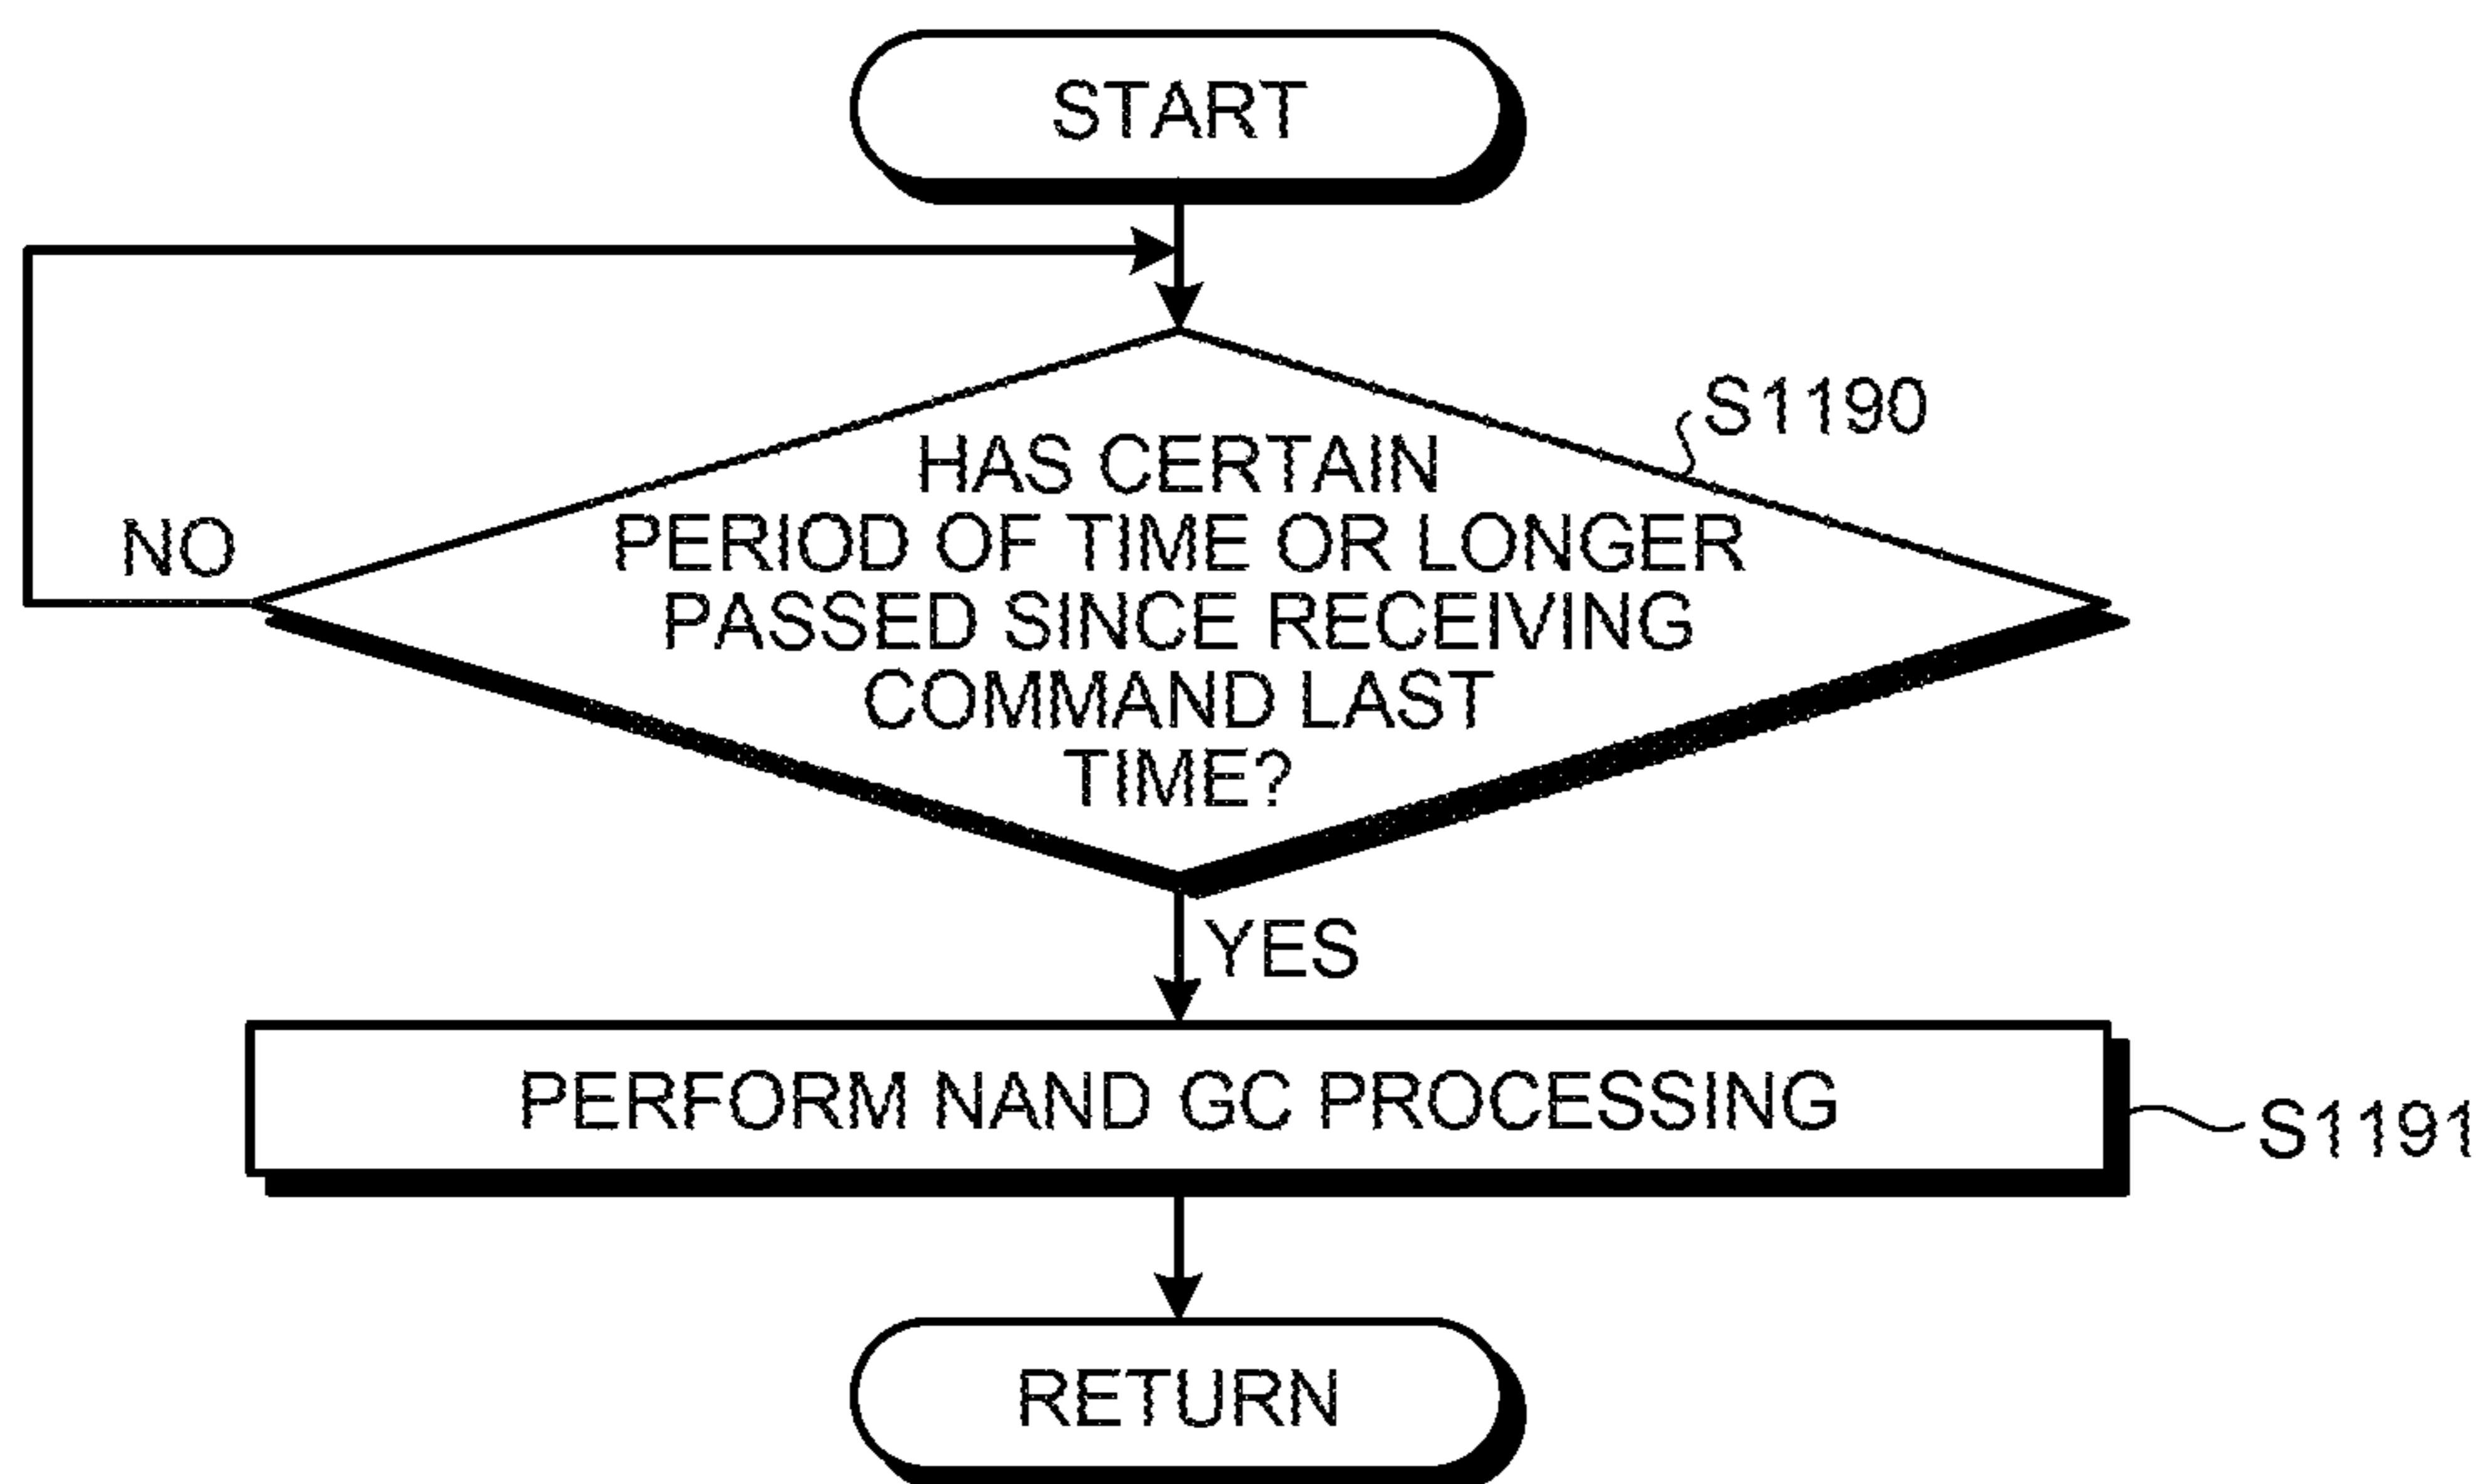 START
S1190
HAS CERTAIN
PERIOD OF TIME OR LONGER
PASSED SINCE RECEIVING
COMMAND LAST
TIME?
NO
YES
PERFORM NAND GC PROCESSING
S1191
RETURN